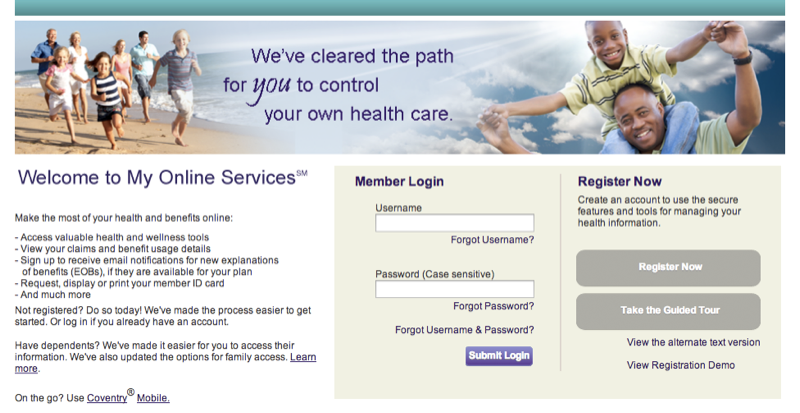 We've cleared the path
for you to control
your own health care.
Welcome to My Online Services℠
Make the most of your health and benefits online:
- Access valuable health and wellness tools
- View your claims and benefit usage details
- Sign up to receive email notifications for new explanations
of benefits (EOBs), if they are available for your plan
- Request, display or print your member ID card
- And much more
Not registered? Do so today! We've made the process easier to get
started. Or log in if you already have an account.
Have dependents? We've made it easier for you to access their
information. We've also updated the options for family access. Learn
more.
On the go? Use Coventry® Mobile.
Member Login
Username
Forgot Username?
Password (Case sensitive)
Forgot Password?
Forgot Username & Password?
Submit Login
Register Now
Create an account to use the secure
features and tools for managing your
health information.
Register Now
Take the Guided Tour
View the alternate text version
View Registration Demo